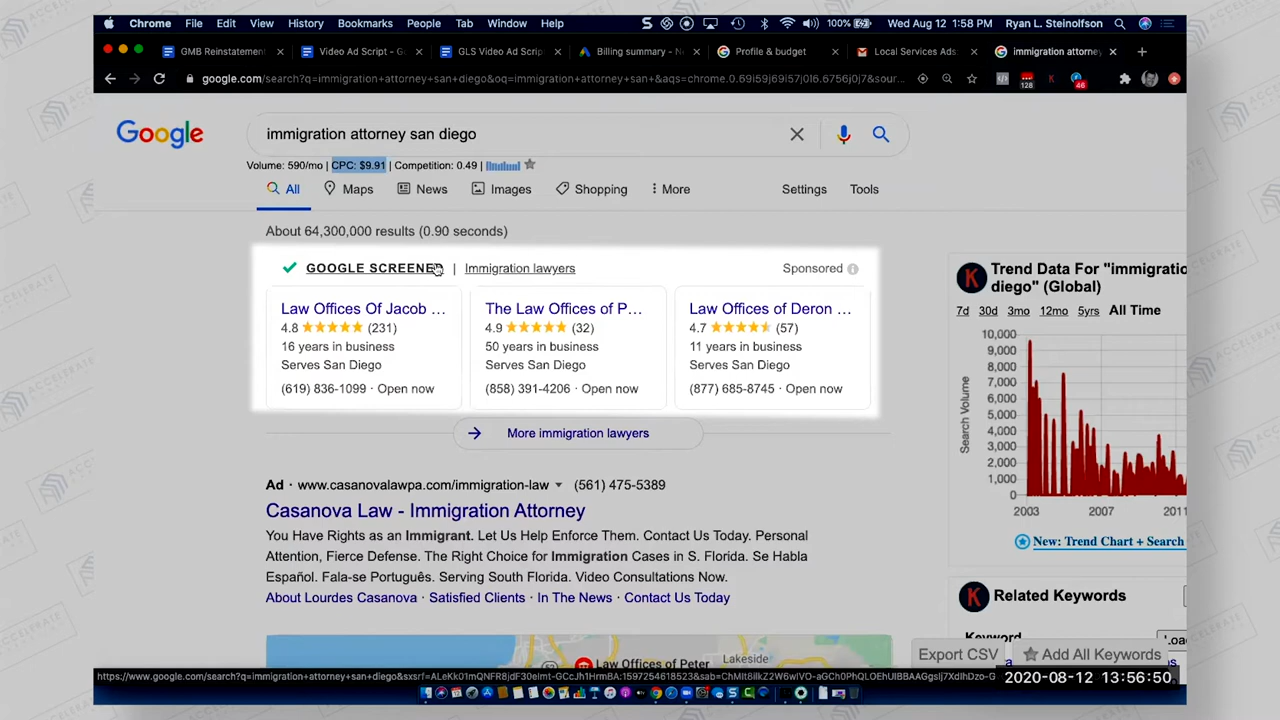 Chrome File Edit View History Bookmarks People Tab Window Help 100% Wed Aug 12 1:58 PM Ryan L. Steinolfson
GMB Reinstatement Video Ad Script - G GLS Video Ad Scrip Billing summary - N Profile & budget Local Services Ads immigration attorne
google.com/search?q=immigration+attorney+san+diego&oq=immigration+attorney+san+&aqs=chrome.0.69i59j69i57j0l6.6756j0j7&sour...
128
46
Google
immigration attorney san diego
Volume: 590/mo | CPC: $9.91 | Competition: 0.49
All Maps News Images Shopping More Settings Tools
About 64,300,000 results (0.90 seconds)
GOOGLE SCREENED | Immigration lawyers Sponsored
Law Offices Of Jacob ...
4.8 (231)
16 years in business
Serves San Diego
(619) 836-1099 · Open now
The Law Offices of P...
4.9 (32)
50 years in business
Serves San Diego
(858) 391-4206 · Open now
Law Offices of Deron ...
4.7 (57)
11 years in business
Serves San Diego
(877) 685-8745 · Open now
More immigration lawyers
Ad · www.casanovalawpa.com/immigration-law (561) 475-5389
Casanova Law - Immigration Attorney
You Have Rights as an Immigrant. Let Us Help Enforce Them. Contact Us Today. Personal
Attention, Fierce Defense. The Right Choice for Immigration Cases in S. Florida. Se Habla
Español. Fala-se Português. Serving South Florida. Video Consultations Now.
About Lourdes Casanova · Satisfied Clients · In The News · Contact Us Today
Law Offices of Peter
Lakeside
K
Trend Data For "immigratio
diego" (Global)
7d 30d 3mo 12mo 5yrs All Time
Search Volume
10,000
9,000
8,000
7,000
6,000
5,000
4,000
3,000
2,000
1,000
0
2003 2007 2011
New: Trend Chart + Search
K
Related Keywords
Keyword Loa
Export CSV Add All Keywords
2020-08-12 13:56:50